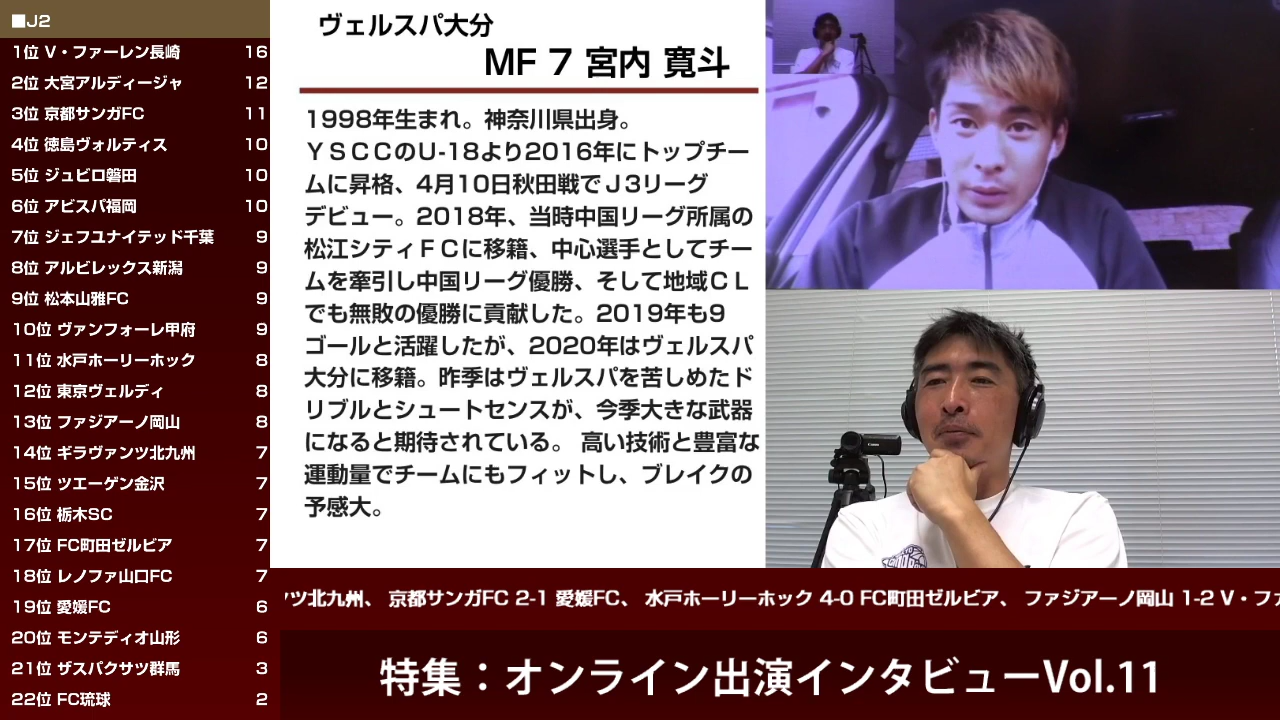 ■J2
1位 V・ファーレン長崎 16
2位 大宮アルディージャ 12
3位 京都サンガFC 11
4位 徳島ヴォルティス 10
5位 ジュビロ磐田 10
6位 アビスパ福岡 10
7位 ジェフユナイテッド千葉 9
8位 アルビレックス新潟 9
9位 松本山雅FC 9
10位 ヴァンフォーレ甲府 9
11位 水戸ホーリーホック 8
12位 東京ヴェルディ 8
13位 ファジアーノ岡山 8
14位 ギラヴァンツ北九州 7
15位 ツエーゲン金沢 7
16位 栃木SC 7
17位 FC町田ゼルビア 7
18位 レノファ山口FC 7
19位 愛媛FC 6
20位 モンテディオ山形 6
21位 ザスパクサツ群馬 3
22位 FC琉球 2
ヴェルスパ大分
MF 7 宮内 寛斗
1998年生まれ。神奈川県出身。
ＹＳＣＣのU-18より2016年にトップチー
ムに昇格、4月10日秋田戦でＪ3リーグ
デビュー。2018年、当時中国リーグ所属の
松江シティＦＣに移籍、中心選手としてチー
ムを牽引し中国リーグ優勝、そして地域ＣＬ
でも無敗の優勝に貢献した。2019年も9
ゴールと活躍したが、2020年はヴェルスパ
大分に移籍。昨季はヴェルスパを苦しめたド
リブルとシュートセンスが、今季大きな武器
になると期待されている。 高い技術と豊富な
運動量でチームにもフィットし、ブレイクの
予感大。
ツ北九州、 京都サンガFC 2-1 愛媛FC、 水戸ホーリーホック 4-0 FC町田ゼルビア、 ファジアーノ岡山 1-2 V・ファ
特集：オンライン出演インタビューVol.11